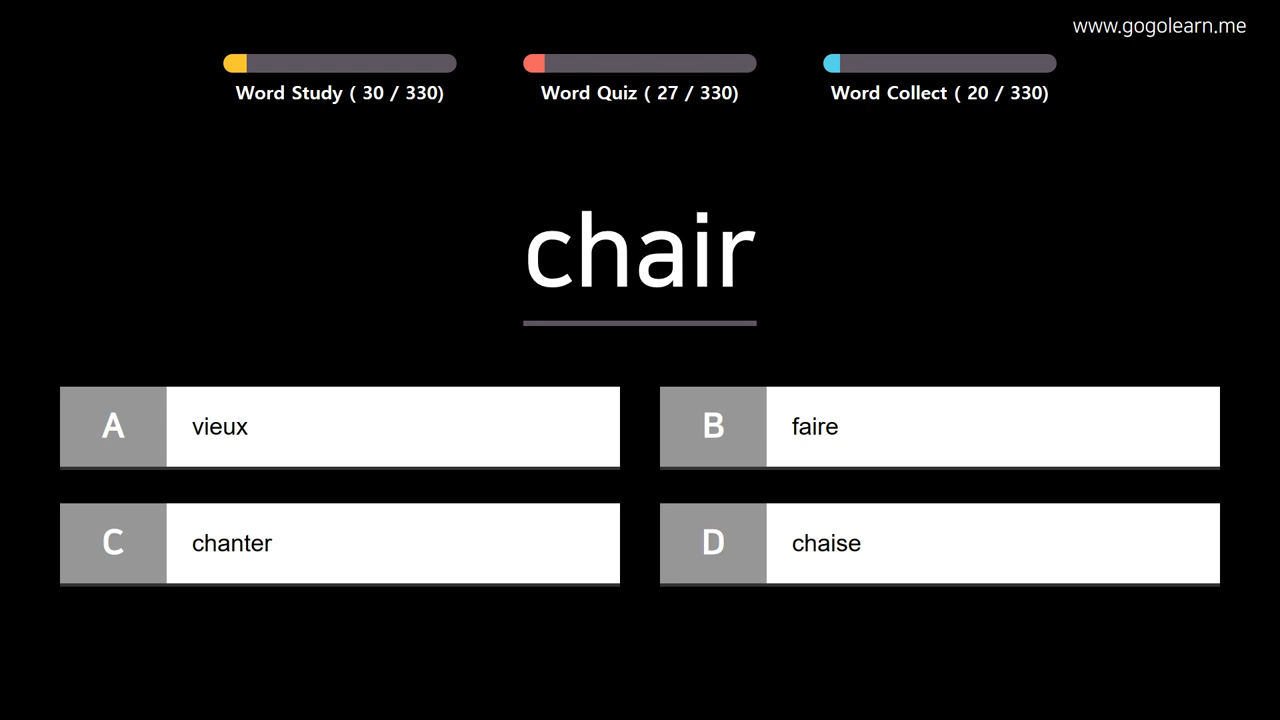 www.gogolearn.me
Word Study ( 30 / 330)
Word Quiz ( 27 / 330)
Word Collect ( 20 / 330)
chair
A vieux
B faire
C chanter
D chaise